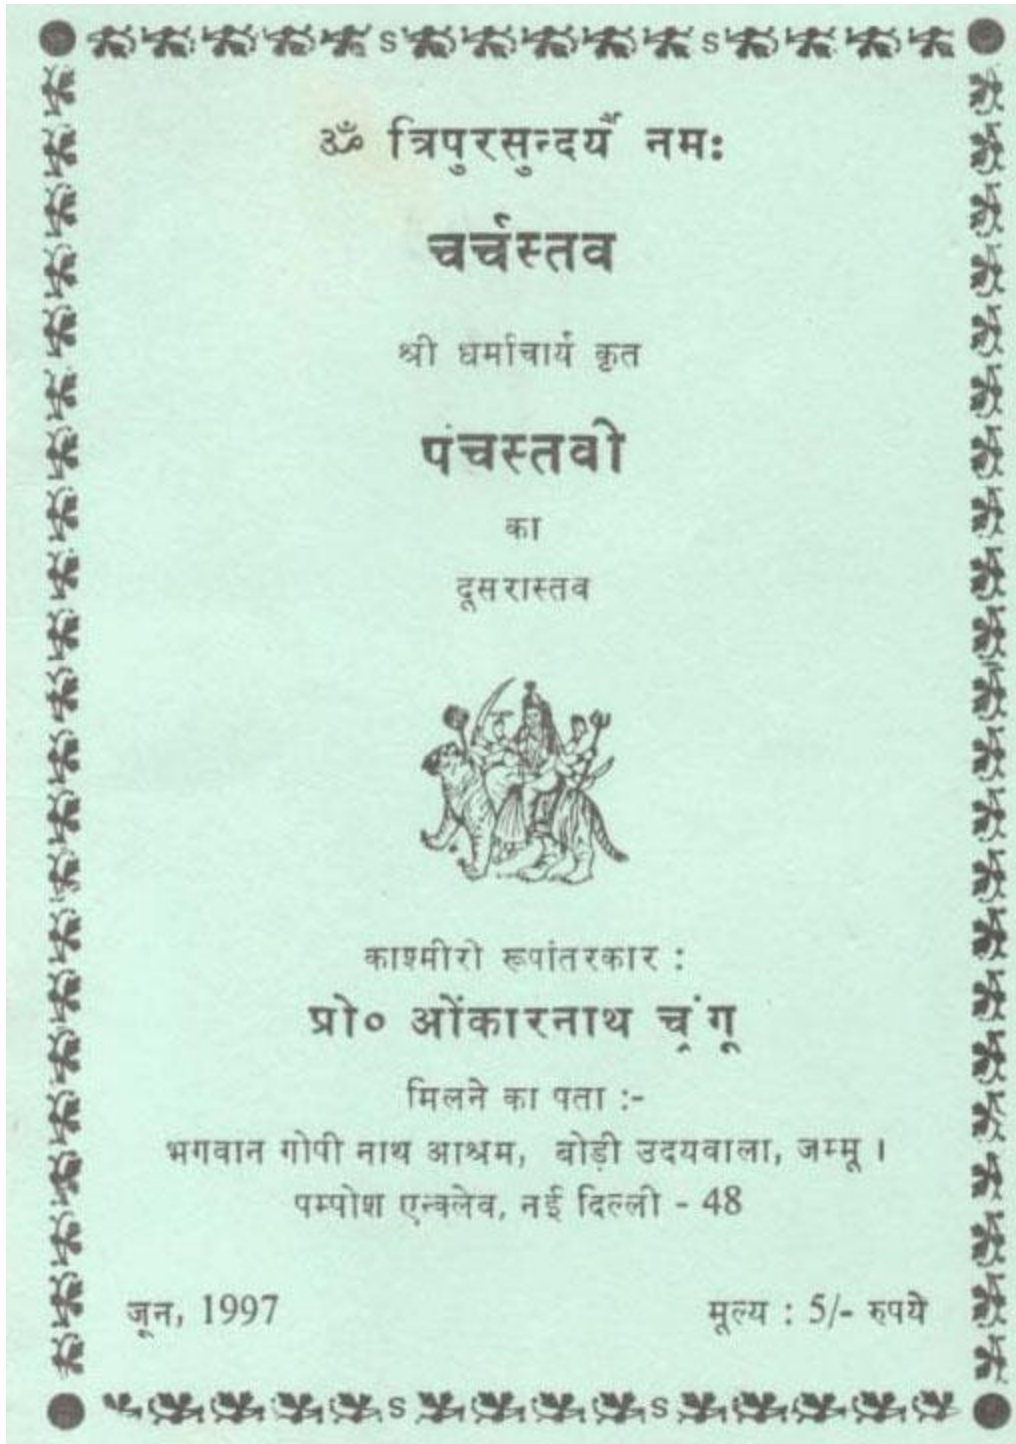 ॐ त्रिपुरसुन्दर्यै नमः
चर्चस्तव
श्री धर्माचार्य कृत
पंचस्तवी
का
दूसरास्तव
काश्मीरी रूपांतरकार :
प्रो० ओंकारनाथ च्रंगू
मिलने का पता :-
भगवान गोपी नाथ आश्रम, बोड़ी उदयवाला, जम्मू ।
पम्पोश एन्क्लेव, नई दिल्ली - 48
जून, 1997 मूल्य : 5/- रुपये